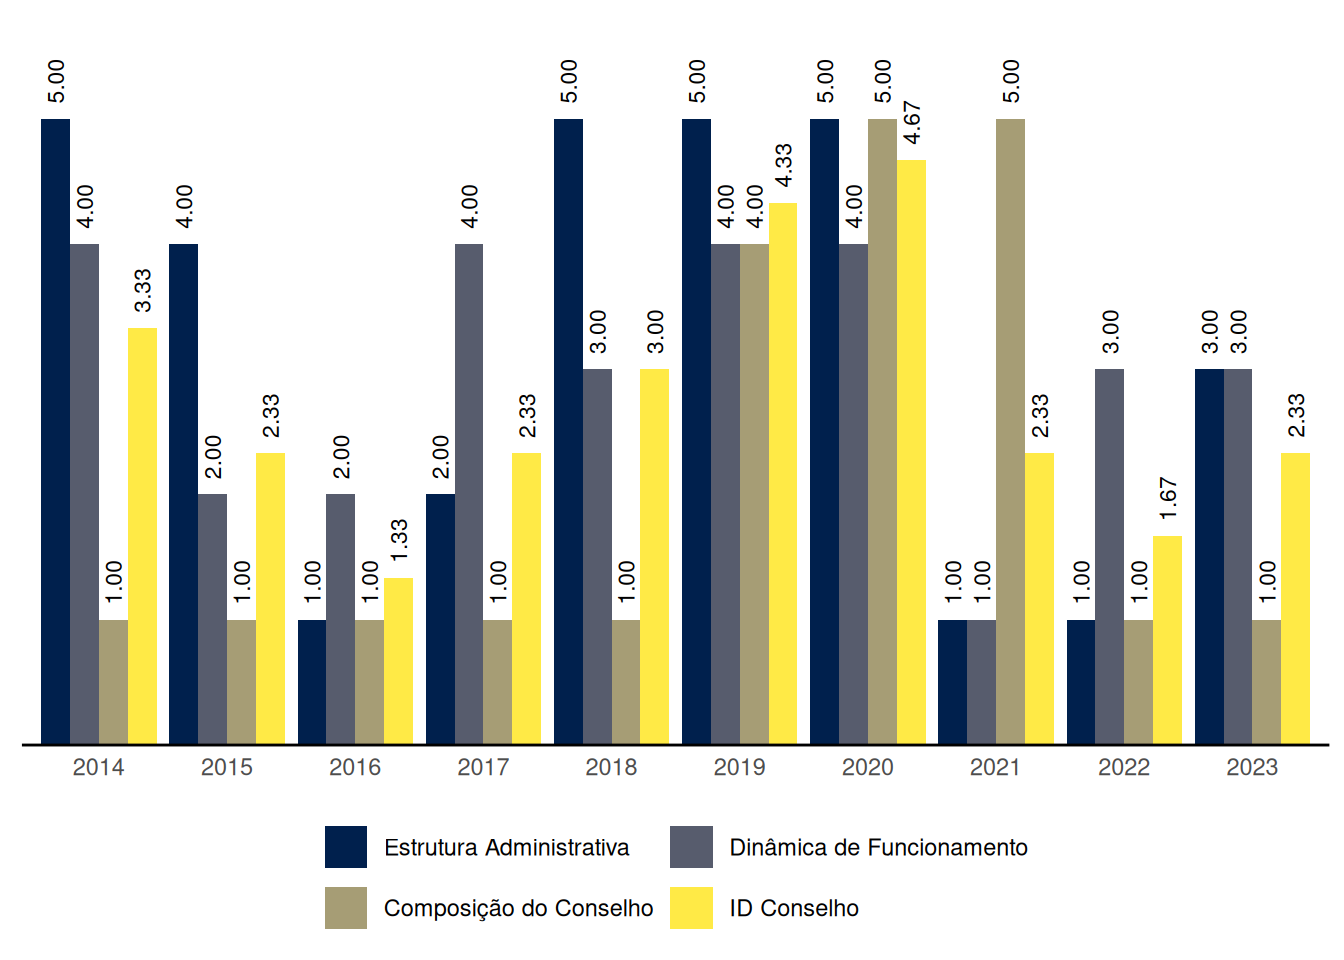 5.00 4.00 1.00 3.33 4.00 2.00 1.00 2.33 1.00 2.00 1.00 1.33 2.00 4.00 1.00 2.33 5.00 3.00 1.00 3.00 5.00 4.00 4.00 4.33 5.00 4.00 5.00 4.67 1.00 1.00 5.00 2.33 1.00 3.00 1.00 1.67 3.00 3.00 1.00 2.33
2014 2015 2016 2017 2018 2019 2020 2021 2022 2023
Estrutura Administrativa Dinâmica de Funcionamento
Composição do Conselho ID Conselho